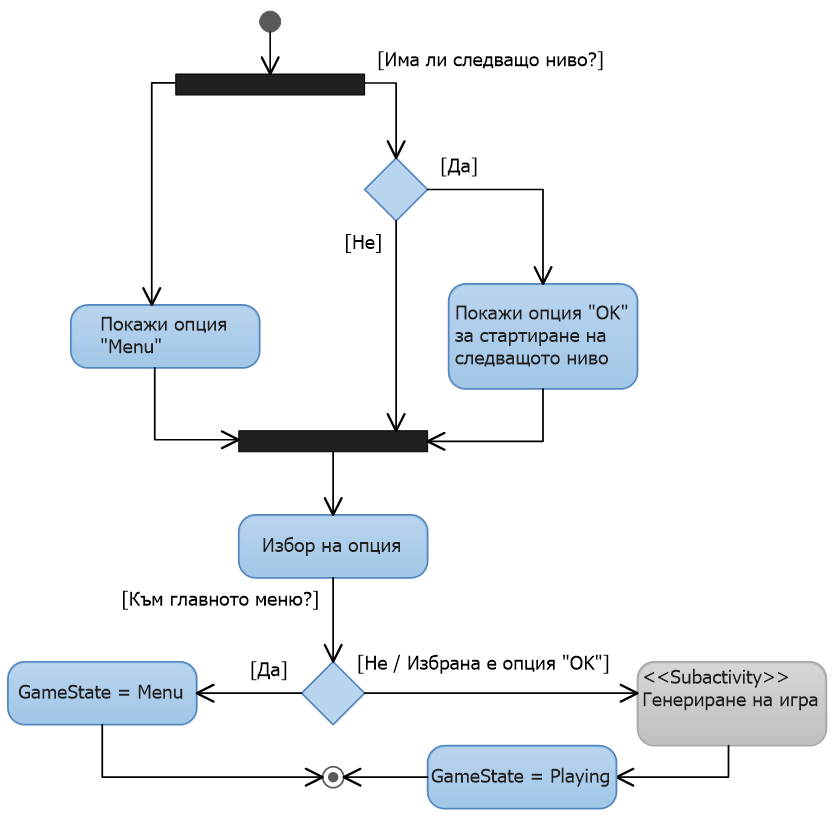 [Има ли следващо ниво?]
[Да]
[Не]
Покажи опция
"Menu"
Покажи опция "OK"
за стартиране на
следващото ниво
Избор на опция
[Към главното меню?]
[Да]
[Не / Избрана е опция "OK"]
GameState = Menu
<<Subactivity>>
Генериране на игра
GameState = Playing